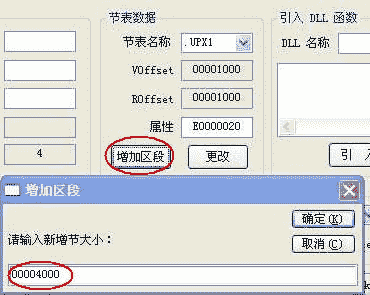 节表数据
引入 DLL 函数
节表名称 .UPX1
DLL 名称
VOffset 00001000
ROffset 00001000
属性 E0000020
4
增加区段 更改
引
增加区段
确定(K)
请输入新增节大小：
取消(C)
00004000